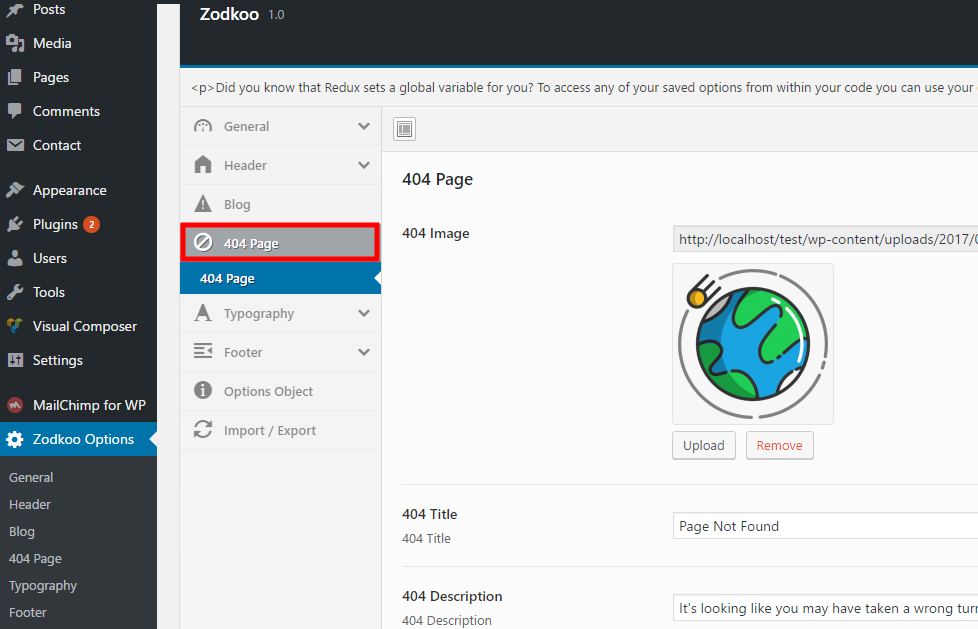 Posts
Media
Pages
Comments
Contact
Appearance
Plugins 2
Users
Tools
Visual Composer
Settings
MailChimp for WP
Zodkoo Options
General
Header
Blog
404 Page
Typography
Footer
Zodkoo 1.0
<p>Did you know that Redux sets a global variable for you? To access any of your saved options from within your code you can use your
General
Header
Blog
404 Page
404 Page
Typography
Footer
Options Object
Import / Export
404 Page
404 Image
http://localhost/test/wp-content/uploads/2017/0
Upload
Remove
404 Title
404 Title
Page Not Found
404 Description
404 Description
It's looking like you may have taken a wrong turn